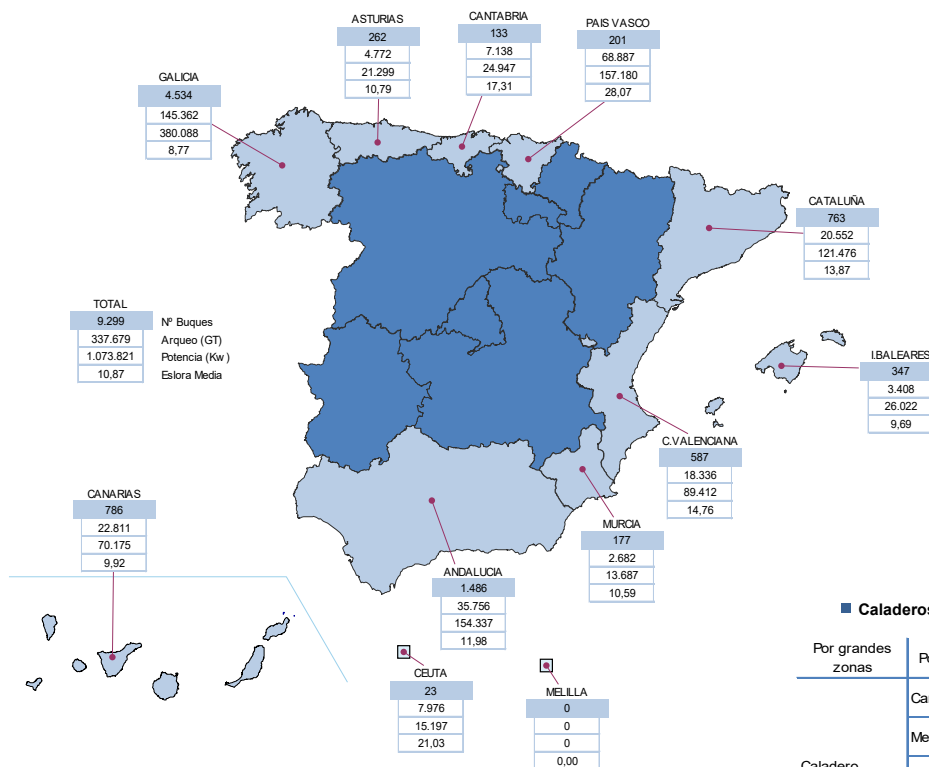 ASTURIAS
262
4.772
21.299
10,79
CANTABRIA
133
7.138
24.947
17,31
PAIS VASCO
201
68.887
157.180
28,07
GALICIA
4.534
145.362
380.088
8,77
CATALUÑA
763
20.552
121.476
13,87
TOTAL
9.299 Nº Buques
337.679 Arqueo (GT)
1.073.821 Potencia (Kw)
10,87 Eslora Media
I.BALEARES
347
3.408
26.022
9,69
C.VALENCIANA
587
18.336
89.412
14,76
CANARIAS
786
22.811
70.175
9,92
MURCIA
177
2.682
13.687
10,59
ANDALUCIA
1.486
35.756
154.337
11,98
CEUTA
23
7.976
15.197
21,03
MELILLA
0
0
0
0,00
Caladeros
Por grandes
zonas
Po
Ca
Me
Caladero